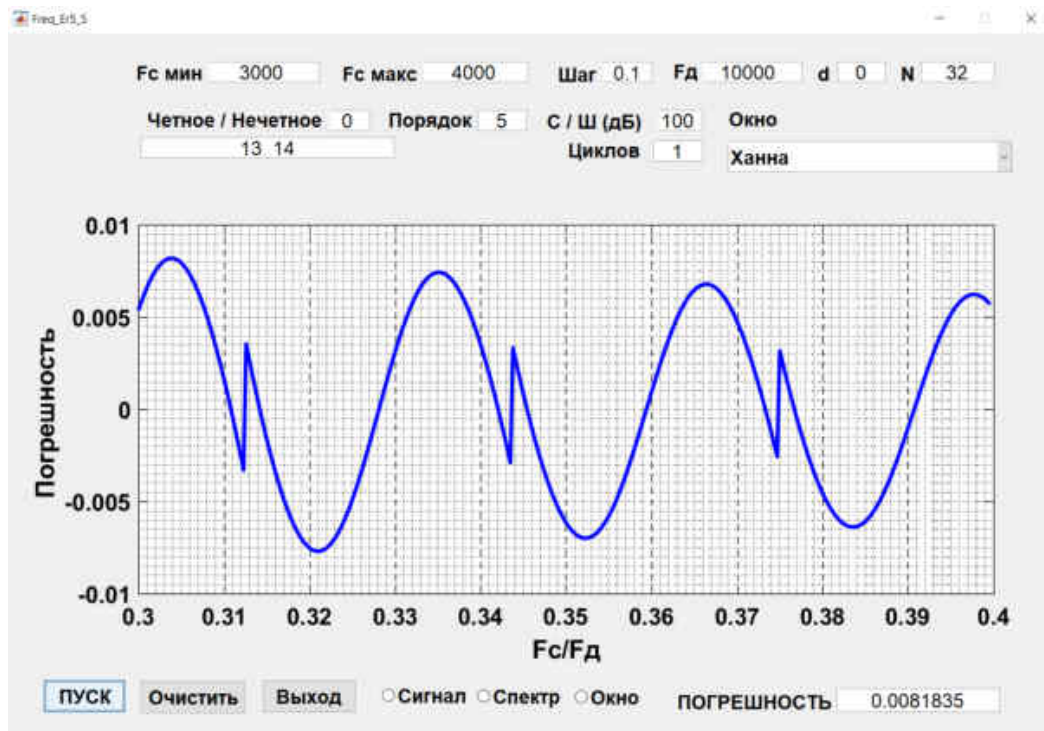 Freq_Er5_S
Fc мин 3000 Fc макс 4000 Шаг 0.1 Fд 10000 d 0 N 32
Четное / Нечетное 0 Порядок 5 С / Ш (дБ) 100 Окно
13 14 Циклов 1 Ханна
0.01
0.005
0
-0.005
-0.01
Погрешность
0.3 0.31 0.32 0.33 0.34 0.35 0.36 0.37 0.38 0.39 0.4
Fc/Fд
ПУСК Очистить Выход Сигнал Спектр Окно ПОГРЕШНОСТЬ 0.0081835